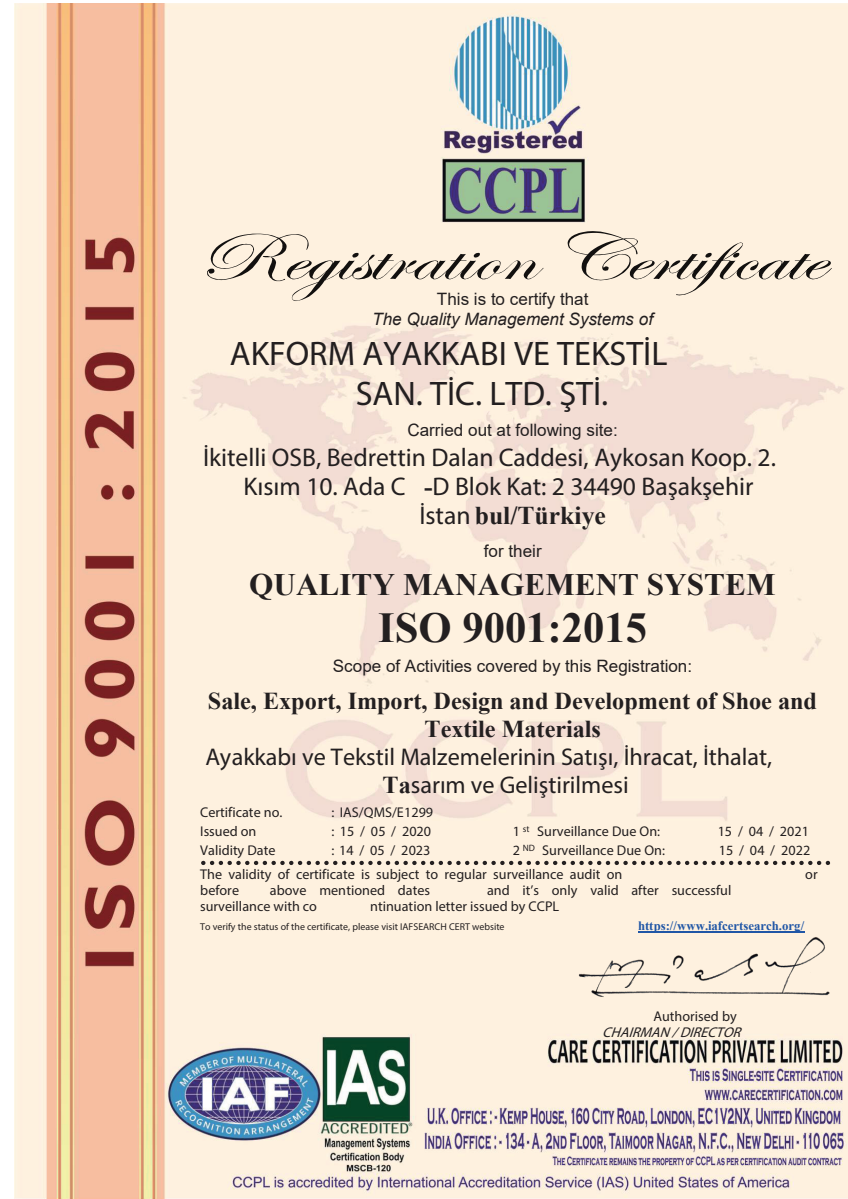 ISO 9001 : 2015
Registered
CCPL
Registration Certificate
This is to certify that
The Quality Management Systems of
AKFORM AYAKKABI VE TEKSTİL
SAN. TİC. LTD. ŞTİ.
Carried out at following site:
İkitelli OSB, Bedrettin Dalan Caddesi, Aykosan Koop. 2.
Kısım 10. Ada C -D Blok Kat: 2 34490 Başakşehir
İstan bul/Türkiye
for their
QUALITY MANAGEMENT SYSTEM
ISO 9001:2015
Scope of Activities covered by this Registration:
Sale, Export, Import, Design and Development of Shoe and
Textile Materials
Ayakkabı ve Tekstil Malzemelerinin Satışı, İhracat, İthalat,
Tasarım ve Geliştirilmesi
CCPL
Certificate no. : IAS/QMS/E1299
Issued on : 15 / 05 / 2020 1 st Surveillance Due On: 15 / 04 / 2021
Validity Date : 14 / 05 / 2023 2 ND Surveillance Due On: 15 / 04 / 2022
The validity of certificate is subject to regular surveillance audit on or
before above mentioned dates and it's only valid after successful
surveillance with co ntinuation letter issued by CCPL
To verify the status of the certificate, please visit IAFSEARCH CERT website https://www.iafcertsearch.org/
Authorised by
CHAIRMAN / DIRECTOR
CARE CERTIFICATION PRIVATE LIMITED
THIS IS SINGLE-SITE CERTIFICATION
WWW.CARECERTIFICATION.COM
U.K. OFFICE : - KEMP HOUSE, 160 CITY ROAD, LONDON, EC1V2NX, UNITED KINGDOM
INDIA OFFICE : - 134 - A, 2ND FLOOR, TAIMOOR NAGAR, N.F.C., NEW DELHI - 110 065
THE CERTIFICATE REMAINS THE PROPERTY OF CCPL AS PER CERTIFICATION AUDIT CONTRACT
MEMBER OF MULTILATERAL
IAF
RECOGNITION ARRANGEMENT
IAS
ACCREDITED
Management Systems
Certification Body
MSCB-120
CCPL is accredited by International Accreditation Service (IAS) United States of America